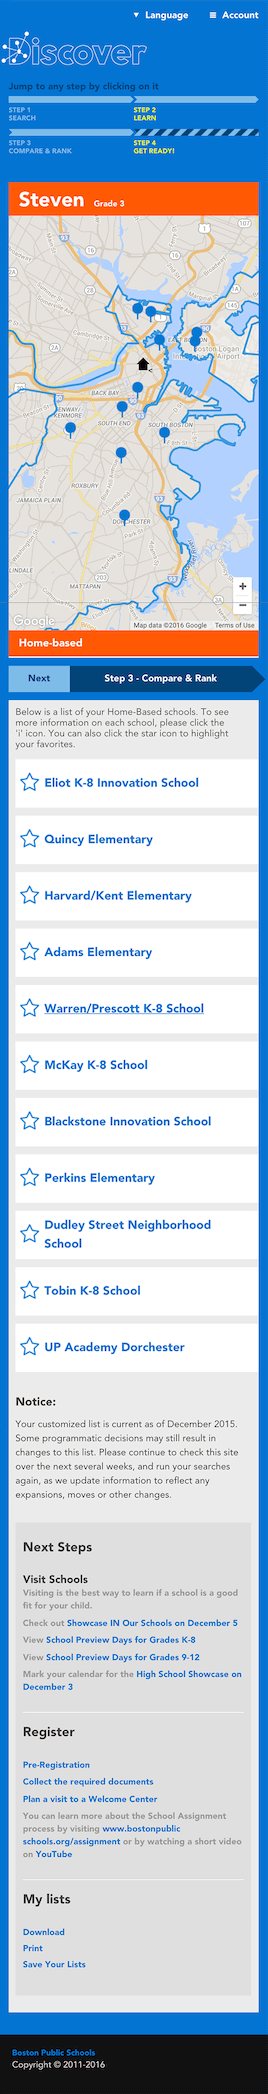 Language
Account
Discover
Jump to any step by clicking on it
STEP 1
SEARCH
STEP 2
LEARN
STEP 3
COMPARE & RANK
STEP 4
GET READY!
Steven Grade 3
BACK BAY
SOUTH END
SOUTH BOSTON
ROXBURY
JAMAICA PLAIN
DORCHESTER
MATTAPAN
Google
Map data ©2016 Google Terms of Use
Home-based
Next
Step 3 - Compare & Rank
Below is a list of your Home-Based schools. To see
more information on each school, please click the
'i' icon. You can also click the star icon to highlight
your favorites.
Eliot K-8 Innovation School
Quincy Elementary
Harvard/Kent Elementary
Adams Elementary
Warren/Prescott K-8 School
McKay K-8 School
Blackstone Innovation School
Perkins Elementary
Dudley Street Neighborhood
School
Tobin K-8 School
UP Academy Dorchester
Notice:
Your customized list is current as of December 2015.
Some programmatic decisions may still result in
changes to this list. Please continue to check this site
over the next several weeks, and run your searches
again, as we update information to reflect any
expansions, moves or other changes.
Next Steps
Visit Schools
Visiting is the best way to learn if a school is a good
fit for your child.
Check out Showcase IN Our Schools on December 5
View School Preview Days for Grades K-8
View School Preview Days for Grades 9-12
Mark your calendar for the High School Showcase on
December 3
Register
Pre-Registration
Collect the required documents
Plan a visit to a Welcome Center
You can learn more about the School Assignment
process by visiting www.bostonpublic
schools.org/assignment or by watching a short video
on YouTube
My lists
Download
Print
Save Your Lists
Boston Public Schools
Copyright © 2011-2016